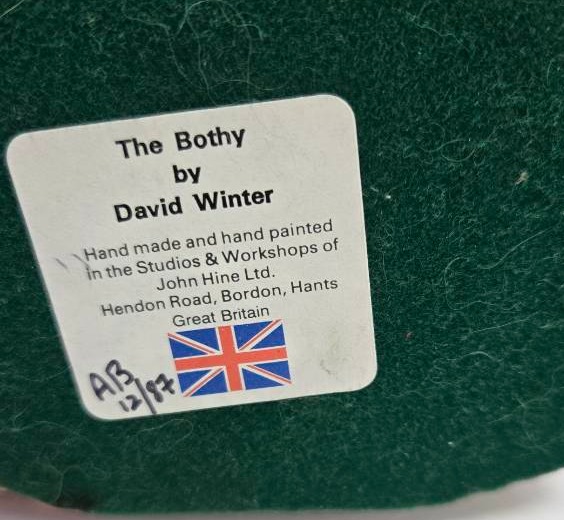 The Bothy
by
David Winter
Hand made and hand painted
in the Studios & Workshops of
John Hine Ltd.
Hendon Road, Bordon, Hants
Great Britain
AB
12/87